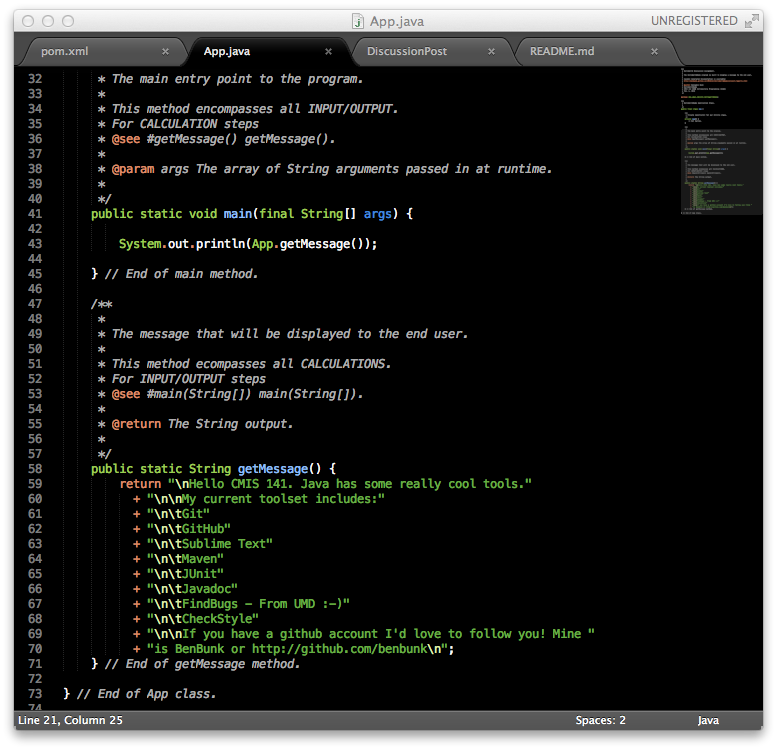 App.java
UNREGISTERED
pom.xml × App.java × DiscussionPost × README.md ×
32 * The main entry point to the program.
33 *
34 * This method encompasses all INPUT/OUTPUT.
35 * For CALCULATION steps
36 * @see #getMessage() getMessage().
37 *
38 * @param args The array of String arguments passed in at runtime.
39 *
40 */
41 public static void main(final String[] args) {
42
43 System.out.println(App.getMessage());
44
45 } // End of main method.
46
47 /**
48 *
49 * The message that will be displayed to the end user.
50 *
51 * This method ecompasses all CALCULATIONS.
52 * For INPUT/OUTPUT steps
53 * @see #main(String[]) main(String[]).
54 *
55 * @return The String output.
56 *
57 */
58 public static String getMessage() {
59 return "\nHello CMIS 141. Java has some really cool tools."
60 + "\n\nMy current toolset includes:"
61 + "\n\tGit"
62 + "\n\tGitHub"
63 + "\n\tSublime Text"
64 + "\n\tMaven"
65 + "\n\tJUnit"
66 + "\n\tJavadoc"
67 + "\n\tFindBugs - From UMD :-)"
68 + "\n\tCheckStyle"
69 + "\n\nIf you have a github account I'd love to follow you! Mine "
70 + "is BenBunk or http://github.com/benbunk\n";
71 } // End of getMessage method.
72
73 } // End of App class.
74
Line 21, Column 25 Spaces: 2 Java